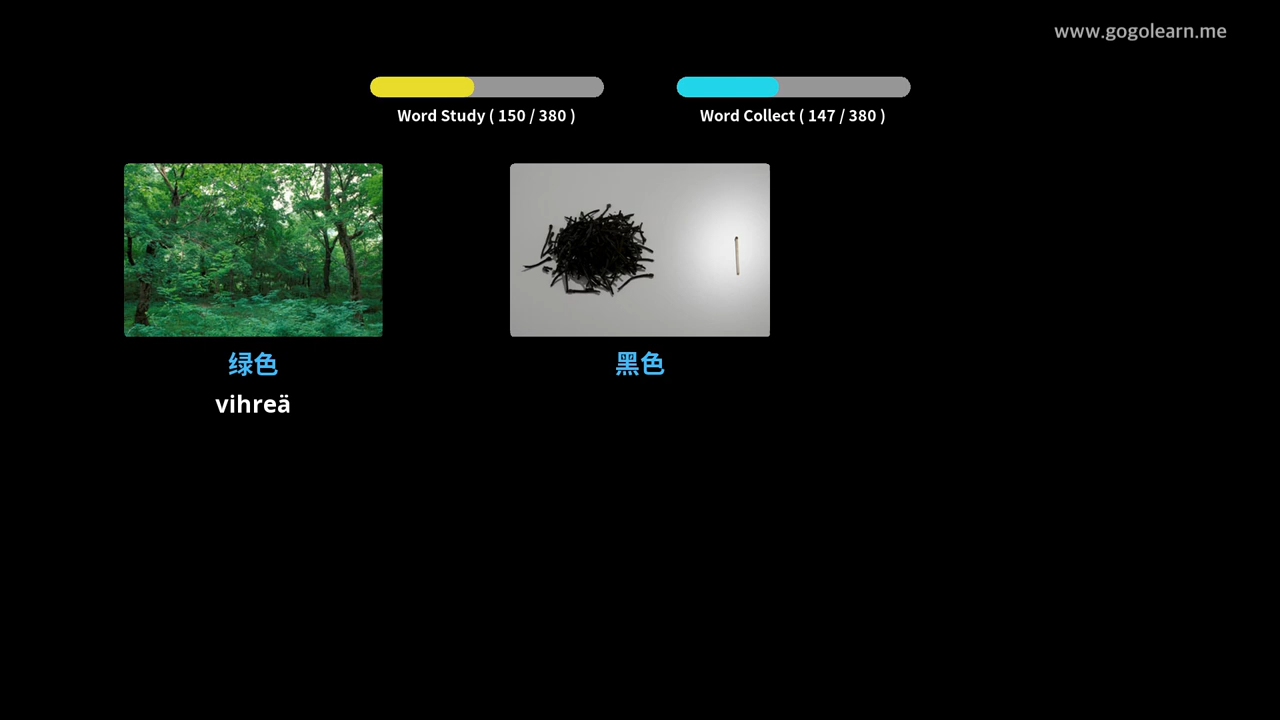 www.gogolearn.me
Word Study ( 150 / 380 )
Word Collect ( 147 / 380 )
绿色
黑色
vihreä